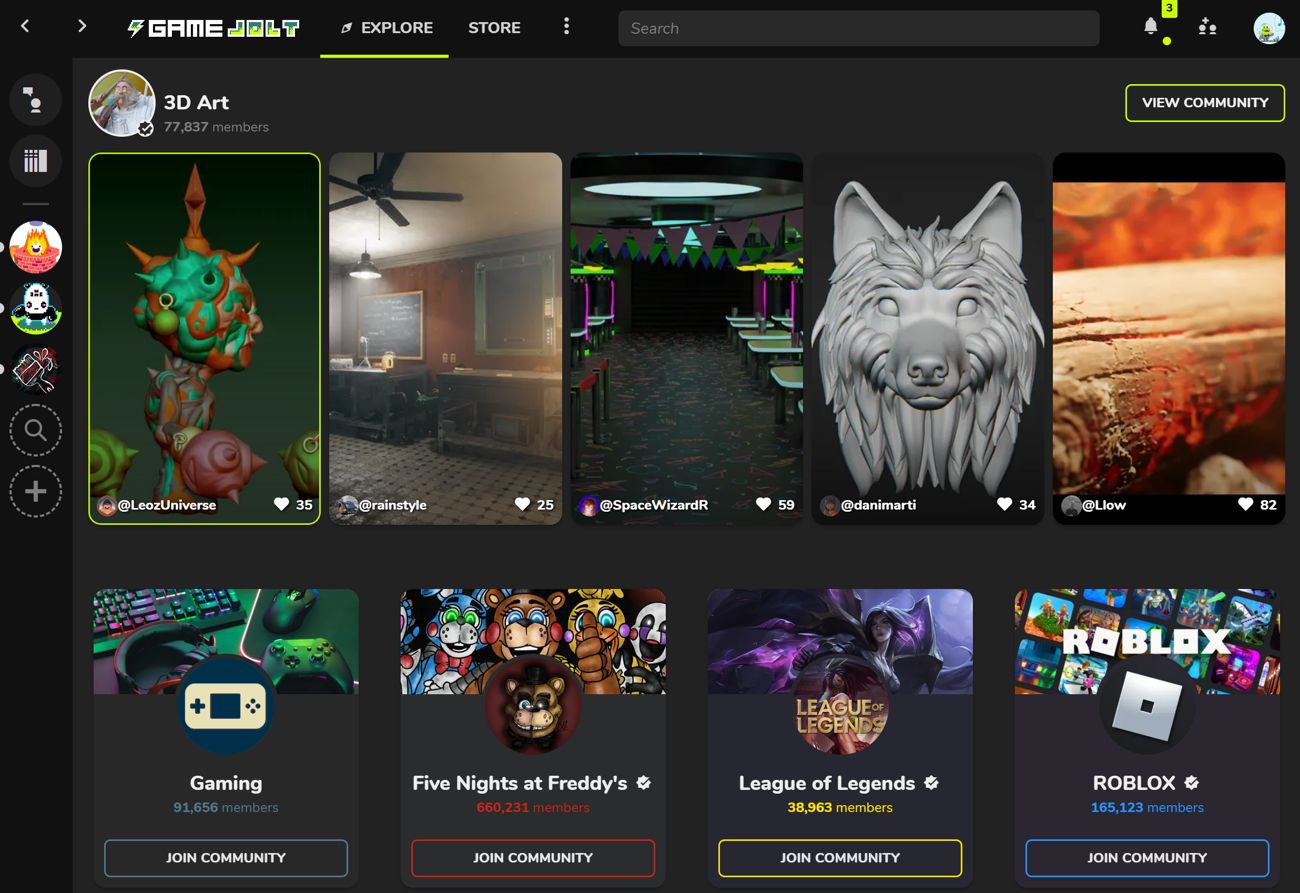 GAME JOLT
EXPLORE
STORE
Search
3
3D Art
77,837 members
VIEW COMMUNITY
@LeozUniverse 35
@rainstyle 25
@SpaceWizardR 59
@danimarti 34
@Llow 82
ROBLOX
LEAGUE OF
LEGENDS
Gaming
91,656 members
JOIN COMMUNITY
Five Nights at Freddy's
660,231 members
JOIN COMMUNITY
League of Legends
38,963 members
JOIN COMMUNITY
ROBLOX
165,123 members
JOIN COMMUNITY